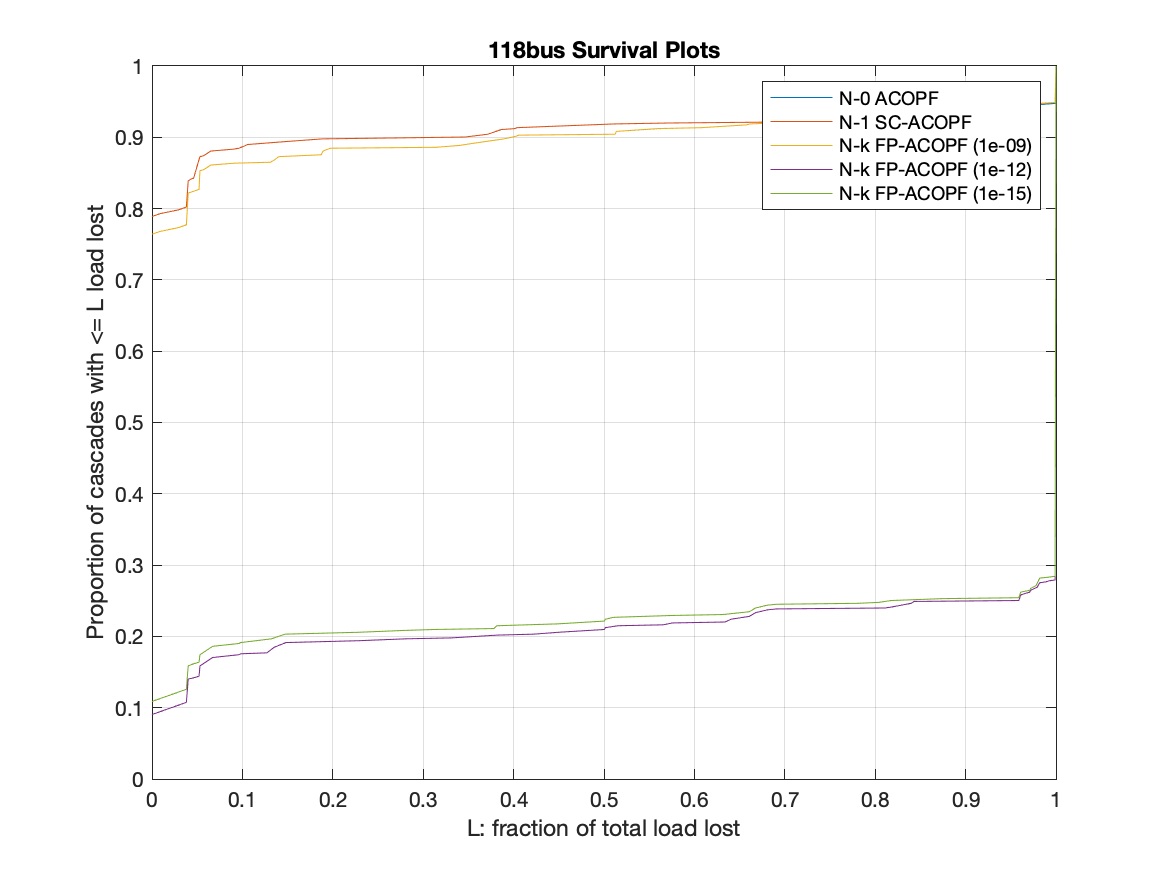 118bus Survival Plots
N-0 ACOPF
N-1 SC-ACOPF
N-k FP-ACOPF (1e-09)
N-k FP-ACOPF (1e-12)
N-k FP-ACOPF (1e-15)
Proportion of cascades with <= L load lost
1
0.9
0.8
0.7
0.6
0.5
0.4
0.3
0.2
0.1
0
0 0.1 0.2 0.3 0.4 0.5 0.6 0.7 0.8 0.9 1
L: fraction of total load lost